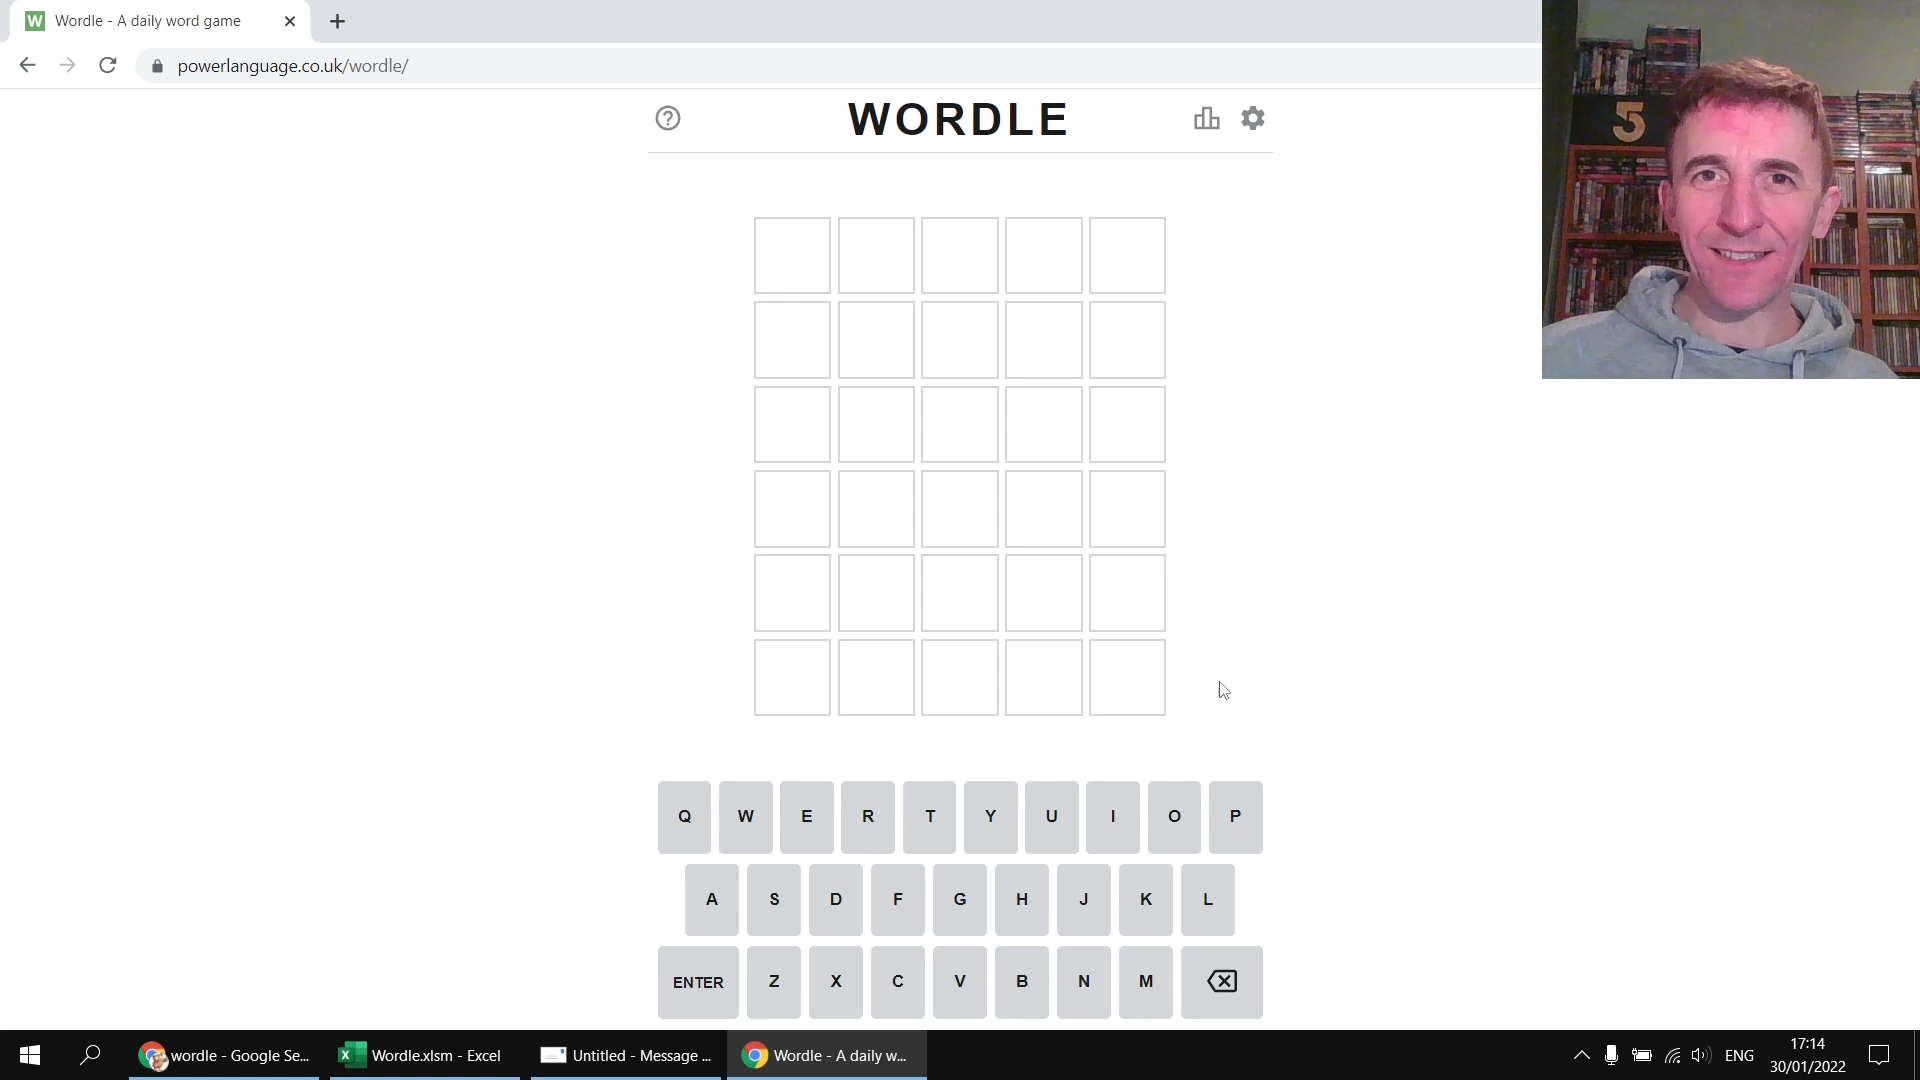 Wordle - A daily word game
powerlanguage.co.uk/wordle/
WORDLE
5
Q W E R T Y U I O P
A S D F G H J K L
ENTER Z X C V B N M
wordle - Google Se...
Wordle.xlsm - Excel
Untitled - Message ...
Wordle - A daily w...
ENG
17:14
30/01/2022